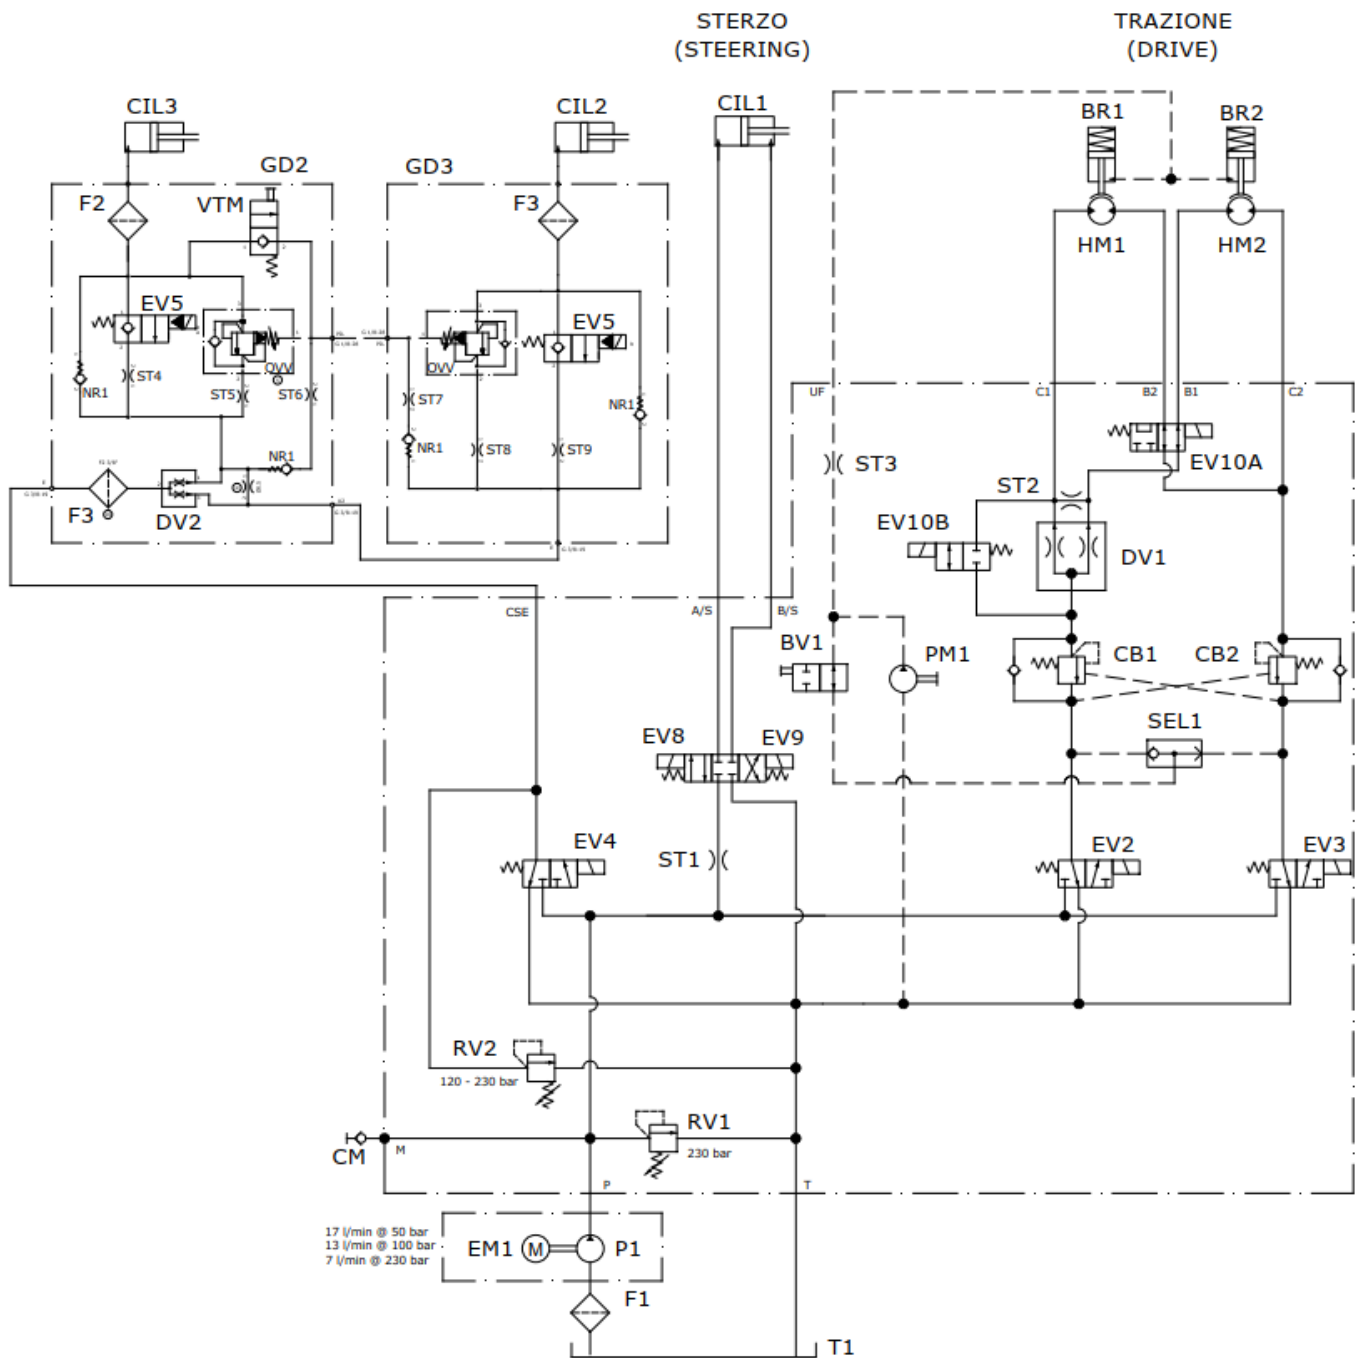 STERZO
(STEERING)
TRAZIONE
(DRIVE)
CIL3
CIL2
CIL1
BR1
BR2
GD2
GD3
F2
VTM
F3
HM1
HM2
EV5
EV5
OVV
OVV
NR1
ST4
ST5
ST6
ST7
NR1
ST8
ST9
NR1
UF
C1
B2
B1
C2
ST3
EV10A
ST2
NR1
EV10B
F3
DV2
DV1
CSE
A/S
B/S
BV1
PM1
CB1
CB2
SEL1
EV8
EV9
EV4
ST1
EV2
EV3
RV2
120 - 230 bar
RV1
230 bar
CM
M
P
T
17 l/min @ 50 bar
13 l/min @ 100 bar
7 l/min @ 230 bar
EM1
M
P1
F1
T1